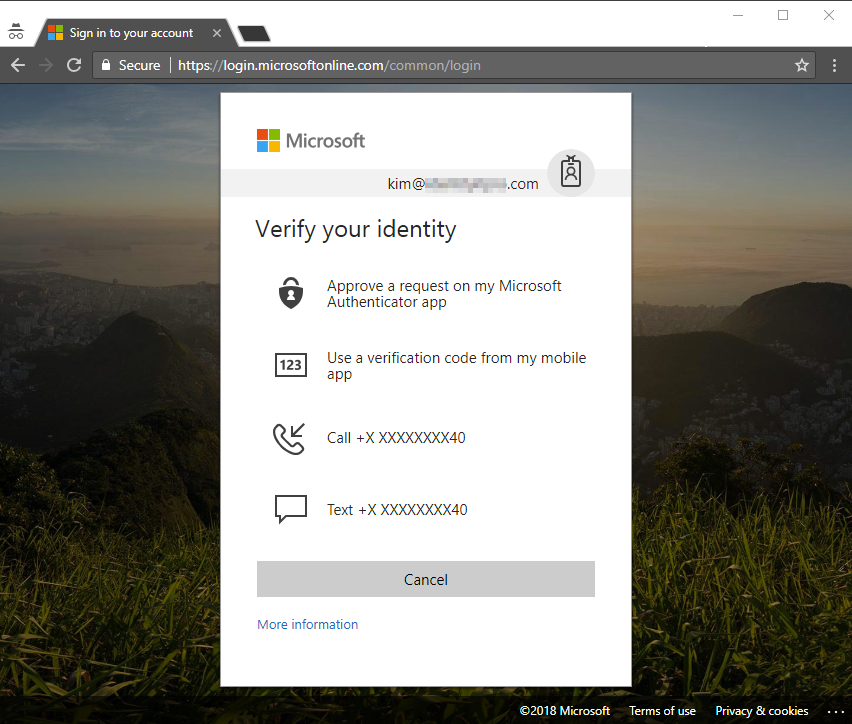 Sign in to your account
Secure https://login.microsoftonline.com/common/login
Microsoft
kim@ .com
Verify your identity
Approve a request on my Microsoft
Authenticator app
123
Use a verification code from my mobile
app
Call +X XXXXXXXX40
Text +X XXXXXXXX40
Cancel
More information
©2018 Microsoft Terms of use Privacy & cookies